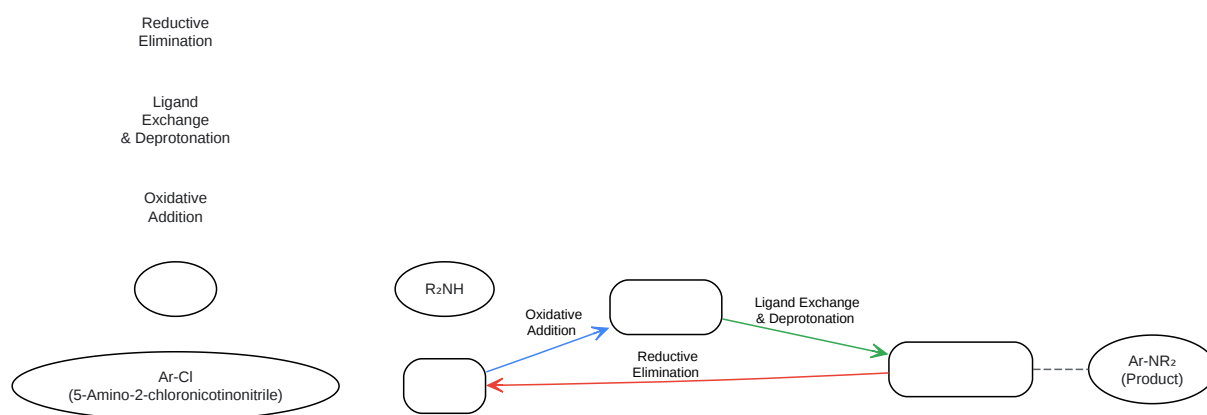 Reductive
Elimination
Ligand
Exchange
& Deprotonation
Oxidative
Addition
R₂NH
Oxidative
Addition
Ligand Exchange
& Deprotonation
Reductive
Elimination
Ar-Cl
(5-Amino-2-chloronicotinonitrile)
Ar-NR₂
(Product)